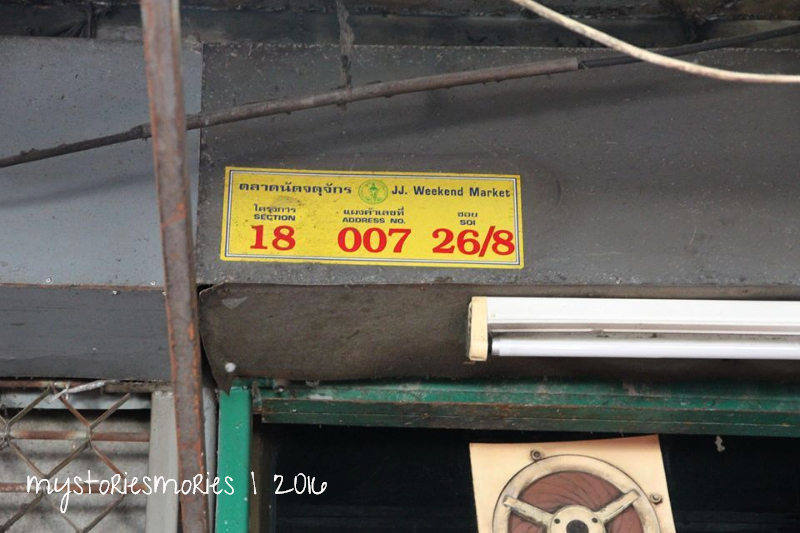 ตลาดนัดจตุจักร JJ. Weekend Market
โครงการ แผงค้าเลขที่ ซอย
SECTION ADDRESS NO. SOI
18 007 26/8
mystoriesmories | 2016